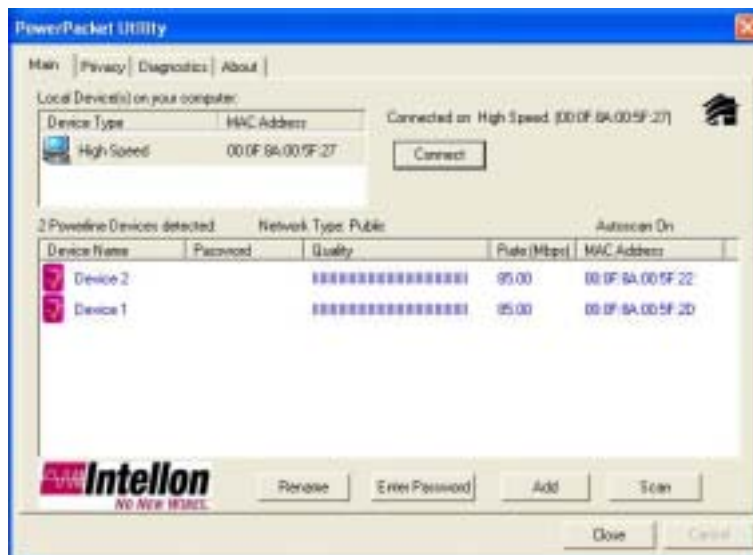 PowerPacket Utility
Main Privacy Diagnostics About
Local Device(s) on your computer:
Device Type MAC Address
High Speed 00:0F:8A:00:5F:27
Connected on High Speed [00:0F:8A:00:5F:27]
Connect
2 Powerline Devices detected Network Type: Public Autoscan On
Device Name Password Quality Rate (Mbps) MAC Address
Device 2 85.00 00:0F:8A:00:5F:22
Device 1 85.00 00:0F:8A:00:5F:2D
Intellon
No New Wires.
Rename Enter Password Add Scan
Close Cancel